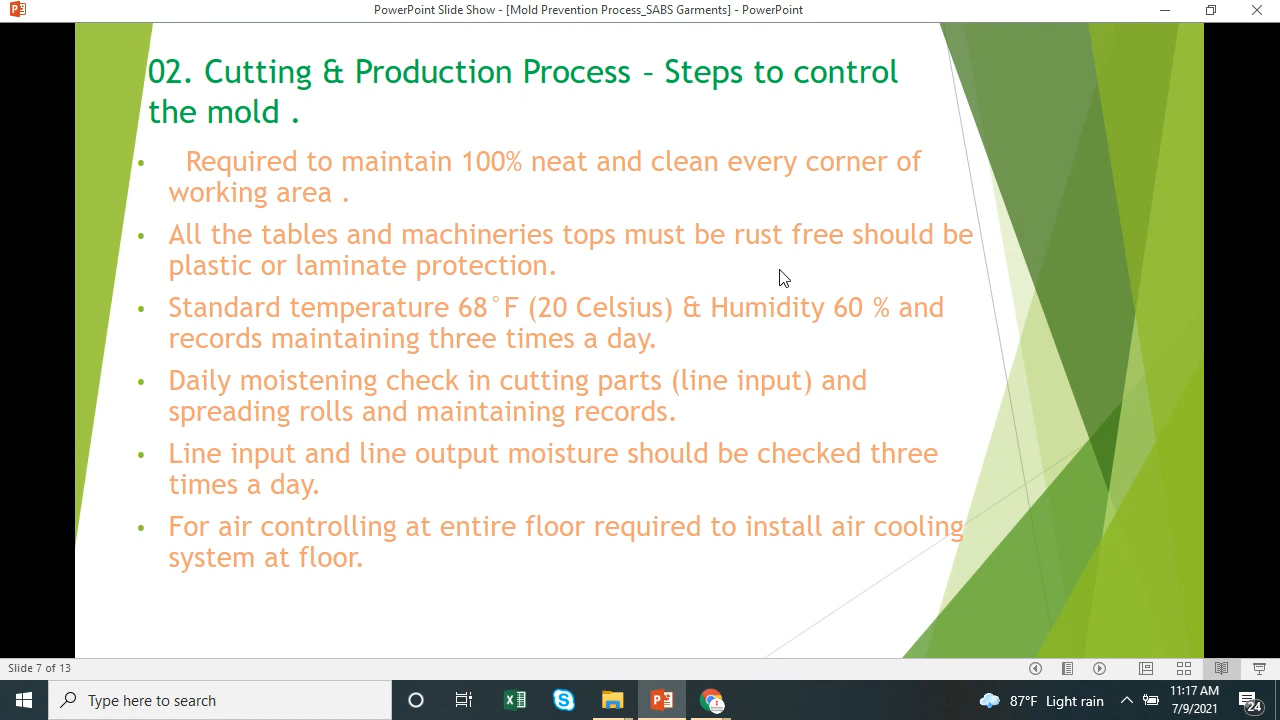 PowerPoint Slide Show - [Mold Prevention Process_SABS Garments] - PowerPoint
02. Cutting & Production Process – Steps to control
the mold .
• Required to maintain 100% neat and clean every corner of
working area .
• All the tables and machineries tops must be rust free should be
plastic or laminate protection.
• Standard temperature 68°F (20 Celsius) & Humidity 60 % and
records maintaining three times a day.
• Daily moistening check in cutting parts (line input) and
spreading rolls and maintaining records.
• Line input and line output moisture should be checked three
times a day.
• For air controlling at entire floor required to install air cooling
system at floor.
Slide 7 of 13
Type here to search
87°F Light rain
11:17 AM
7/9/2021
24